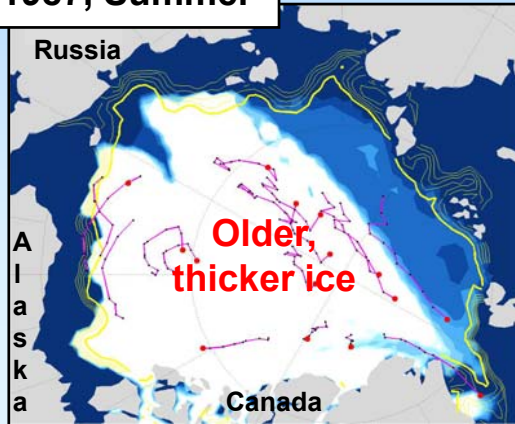 1987, Summer
Russia
Older,
thicker ice
Alaska
Canada